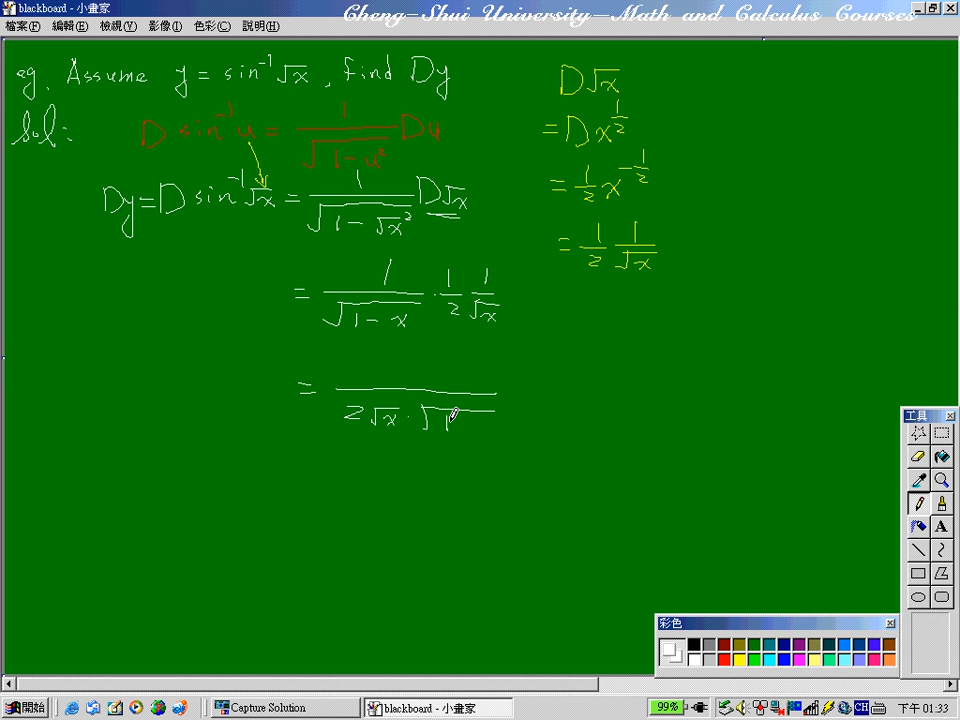 blackboard - 小畫家
Cheng-Shui University-Math and Calculus Courses
檔案(F) 編輯(E) 檢視(V) 影像(I) 色彩(C) 說明(H)
eg. Assume y = sin⁻¹√x , find Dy
Sol:
D sin⁻¹ u = 1/√(1-u²) Du
Dy = D sin⁻¹ √x = 1/√(1-√x²) D√x
= 1/√(1-x) · 1/2 1/√x
= /2√x · √1
D√x
= D x^(1/2)
= 1/2 x^(-1/2)
= 1/2 1/√x
工具
A
彩色
開始
Capture Solution
blackboard - 小畫家
99%
CH
下午 01:33